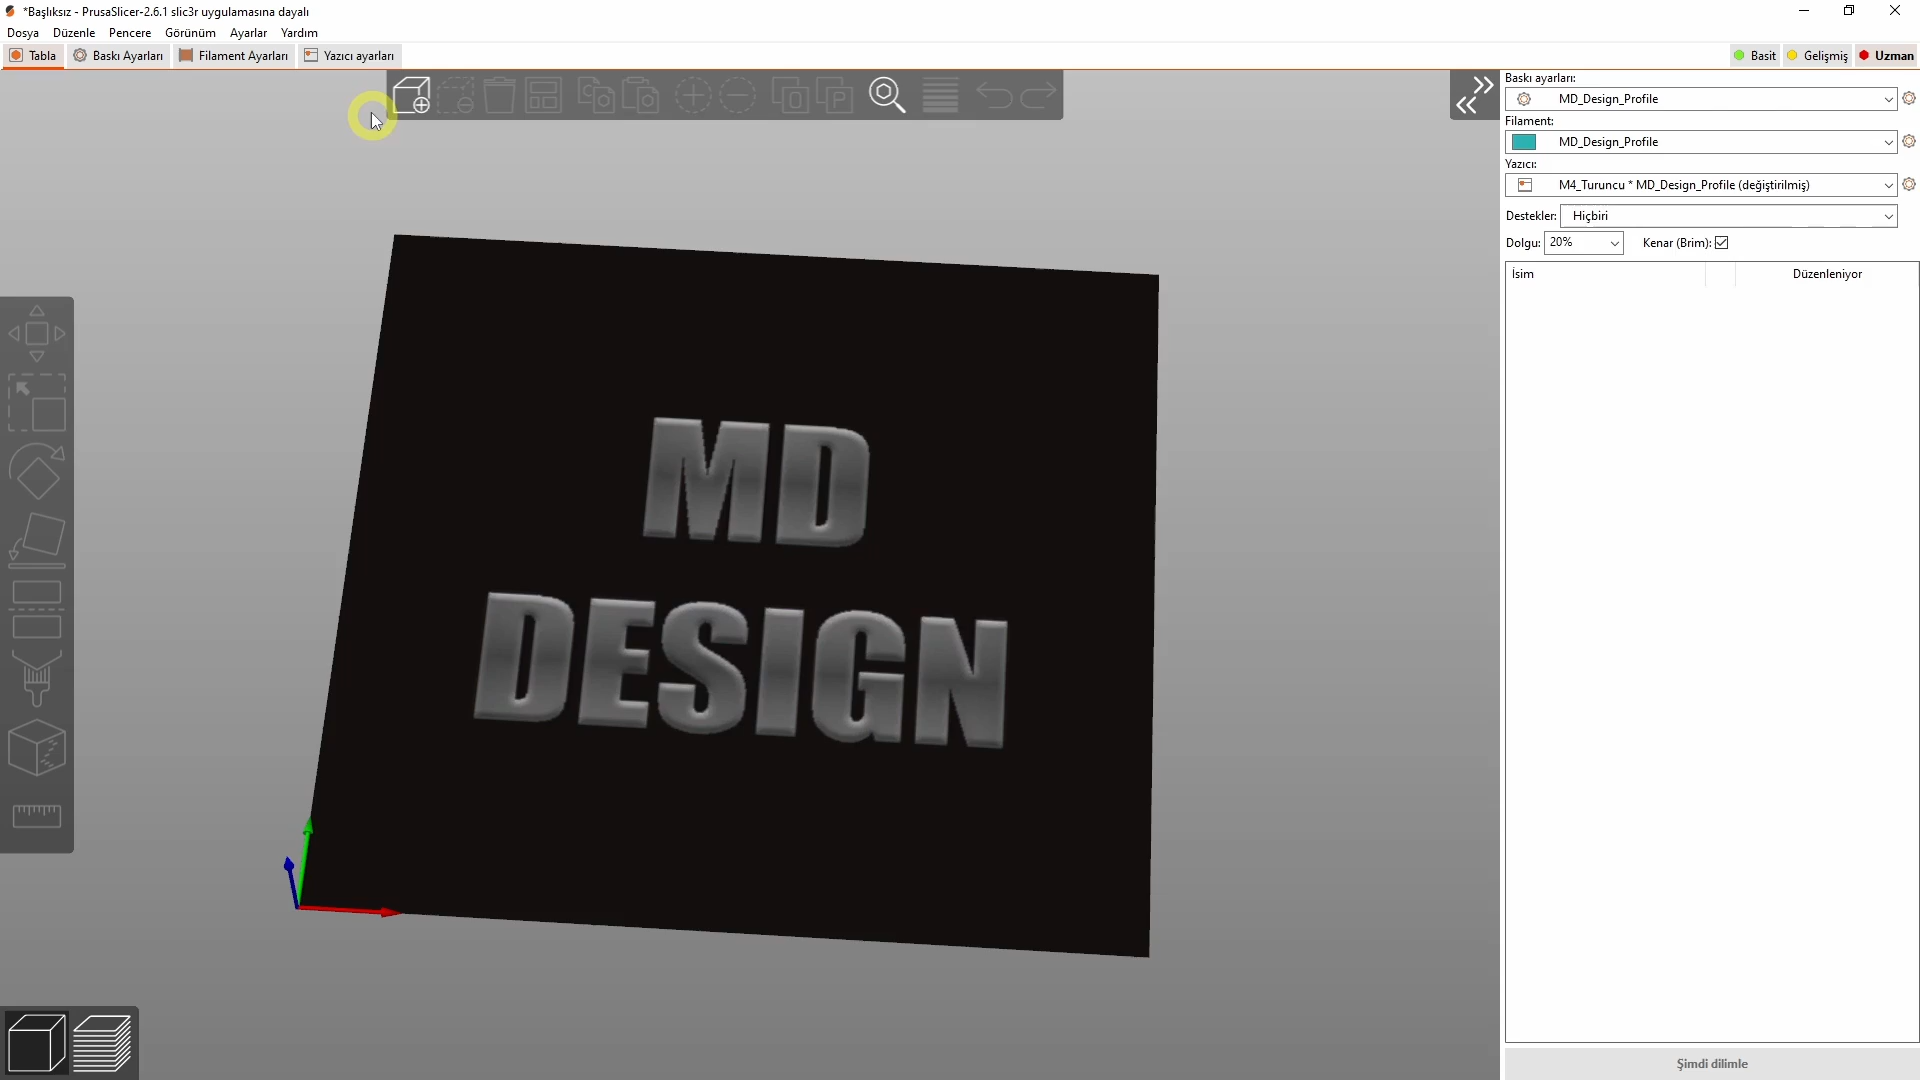 *Başlıksız - PrusaSlicer-2.6.1 slic3r uygulamasına dayalı
Dosya Düzenle Pencere Görünüm Ayarlar Yardım
Tabla Baskı Ayarları Filament Ayarları Yazıcı ayarları Basit Gelişmiş Uzman
Baskı ayarları:
MD_Design_Profile
Filament:
MD_Design_Profile
Yazıcı:
M4_Turuncu * MD_Design_Profile (değiştirilmiş)
Destekler: Hiçbiri
Dolgu: 20% Kenar (Brim):
İsim Düzenleniyor
MD
DESIGN
Şimdi dilimle